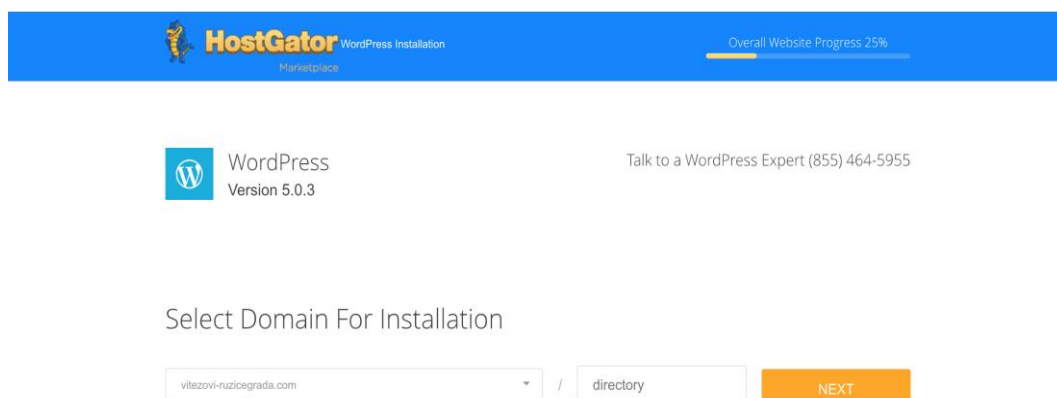 HostGator WordPress Installation
Marketplace
Overall Website Progress 25%
WordPress
Version 5.0.3
Talk to a WordPress Expert (855) 464-5955
Select Domain For Installation
vitezovi-ruzicegrada.com / directory NEXT